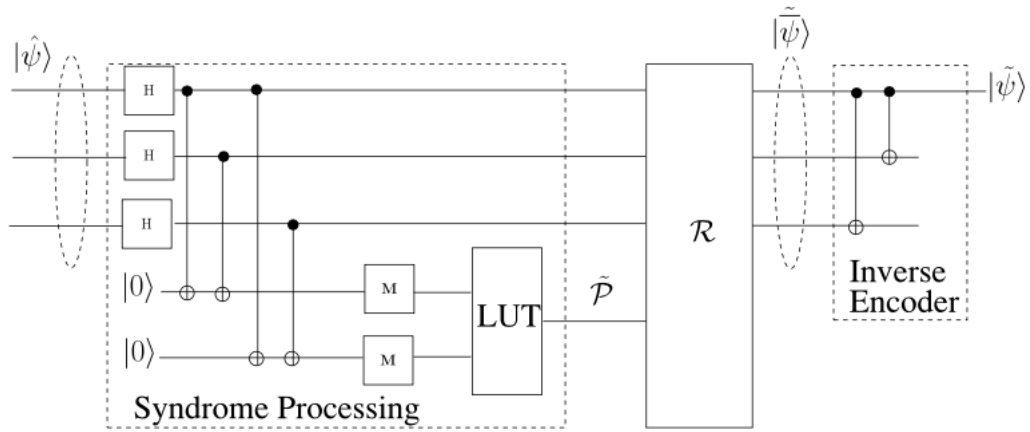 |ψ̂⟩
|ψ̅̃⟩
H
|ψ̃⟩
H
H
R
|0⟩
M
LUT
P̃
Inverse
Encoder
|0⟩
M
Syndrome Processing